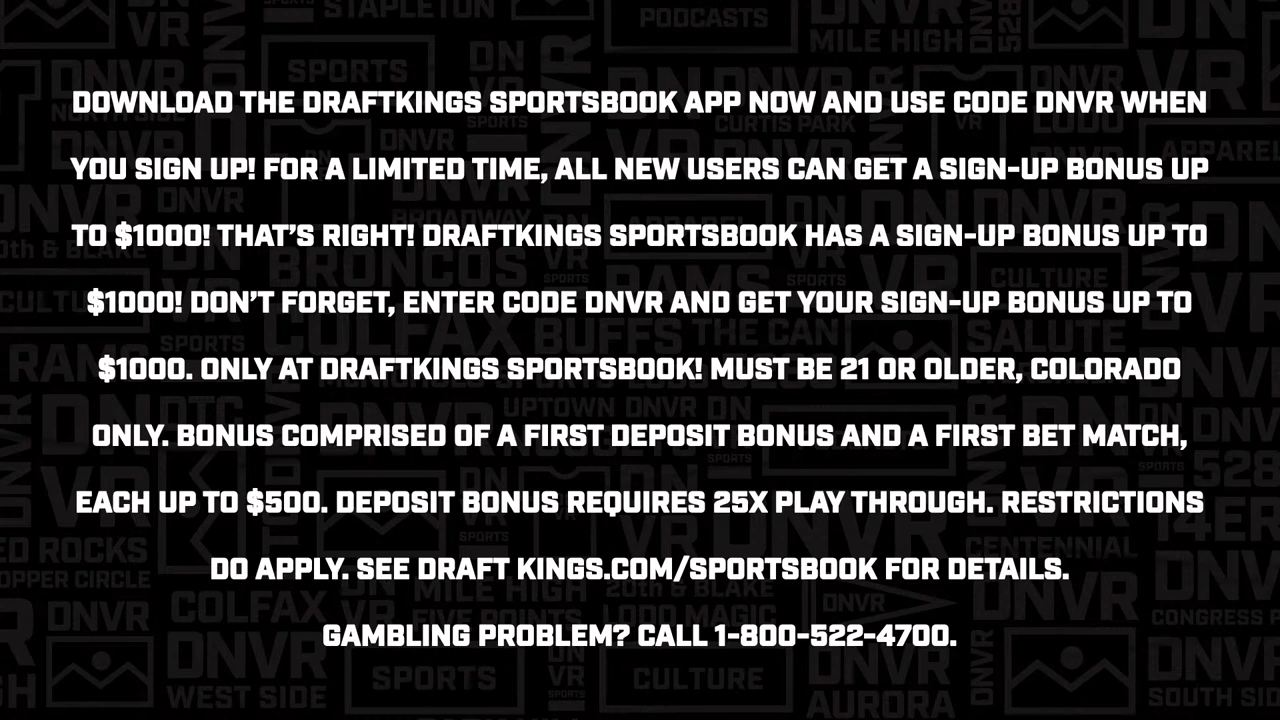 DOWNLOAD THE DRAFTKINGS SPORTSBOOK APP NOW AND USE CODE DNVR WHEN
YOU SIGN UP! FOR A LIMITED TIME, ALL NEW USERS CAN GET A SIGN-UP BONUS UP
TO $1000! THAT'S RIGHT! DRAFTKINGS SPORTSBOOK HAS A SIGN-UP BONUS UP TO
$1000! DON'T FORGET, ENTER CODE DNVR AND GET YOUR SIGN-UP BONUS UP TO
$1000. ONLY AT DRAFTKINGS SPORTSBOOK! MUST BE 21 OR OLDER, COLORADO
ONLY. BONUS COMPRISED OF A FIRST DEPOSIT BONUS AND A FIRST BET MATCH,
EACH UP TO $500. DEPOSIT BONUS REQUIRES 25X PLAY THROUGH. RESTRICTIONS
DO APPLY. SEE DRAFT KINGS.COM/SPORTSBOOK FOR DETAILS.
GAMBLING PROBLEM? CALL 1-800-522-4700.